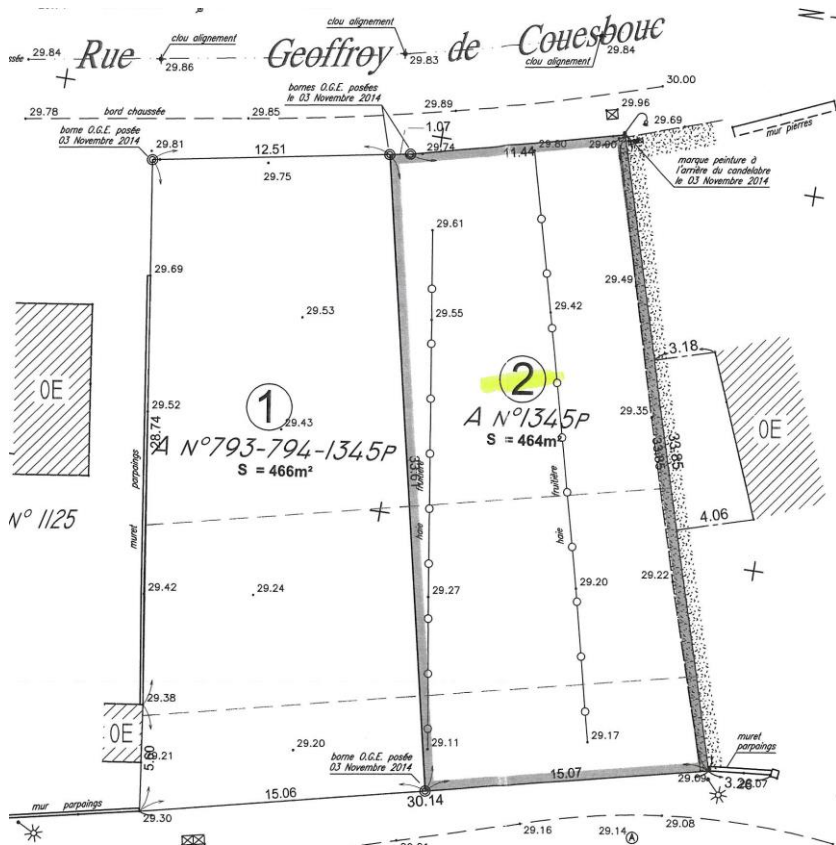 clou alignement
29.84
29.84
Rue Geoffroy de Couesbouc
clou alignement
29.86
29.83
clou alignement
30.00
bornes O.G.E. posées
le 03 Novembre 2014
29.78
bord chaussée
29.85
29.89
29.96
29.69
mur pierres
borne O.G.E. posée
03 Novembre 2014
29.81
12.51
1.07
29.74
11.44
29.80
29.75
marque peinture à
l'arrière du candelabre
le 03 Novembre 2014
29.61
29.69
29.49
29.53
29.55
29.42
3.18
OE
1
2
29.52
29.43
28.74
29.35
OE
A N°793-794-1345P
S = 466m²
A N°1345P
S = 464m²
33.85
33.85
muret parpaings
haie fruitière
haie fruitière
N° 1125
4.06
29.42
29.24
29.27
29.20
29.22
29.38
OE
29.21
5.60
29.20
29.11
29.17
borne O.G.E. posée
03 Novembre 2014
muret
parpaings
mur parpaings
15.06
15.07
30.14
29.69
3.26
29.07
29.30
29.16
29.14
A
29.08